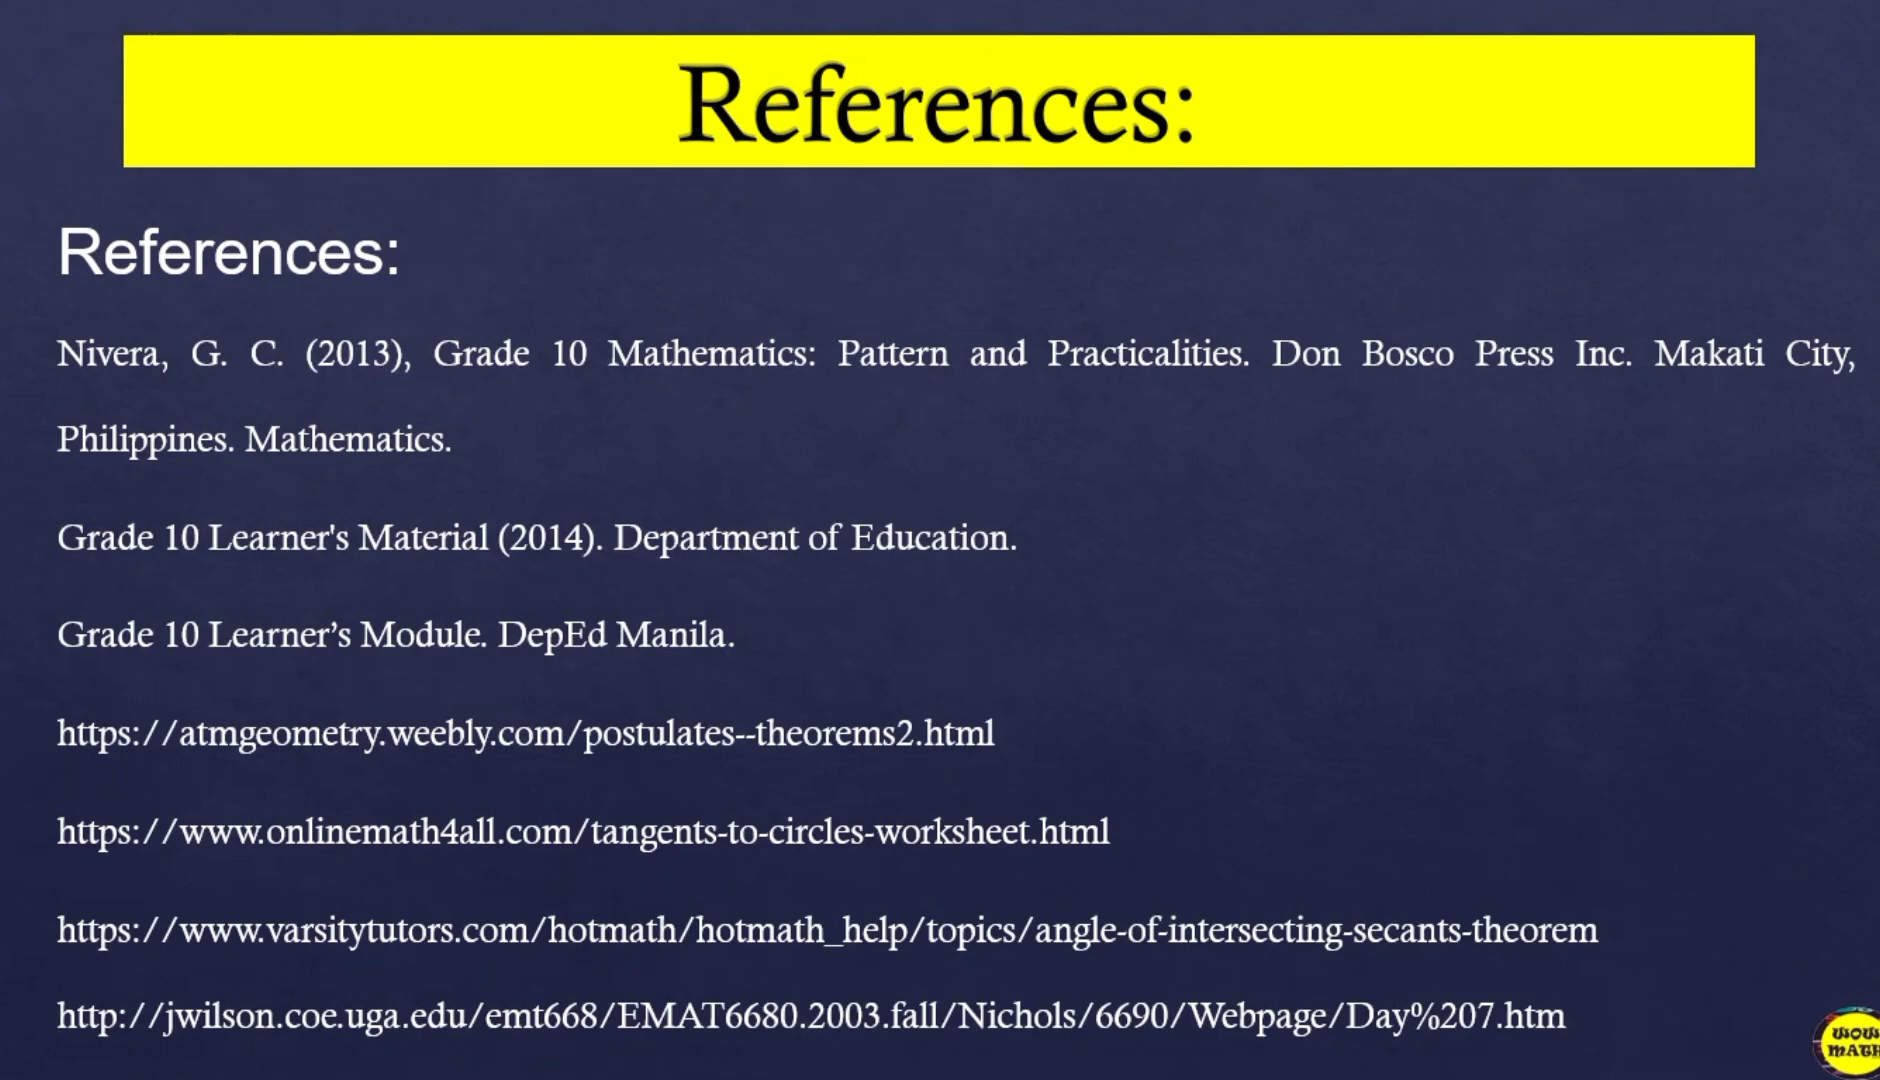 References:
References:
Nivera, G. C. (2013), Grade 10 Mathematics: Pattern and Practicalities. Don Bosco Press Inc. Makati City,
Philippines. Mathematics.
Grade 10 Learner's Material (2014). Department of Education.
Grade 10 Learner’s Module. DepEd Manila.
https://atmgeometry.weebly.com/postulates--theorems2.html
https://www.onlinemath4all.com/tangents-to-circles-worksheet.html
https://www.varsitytutors.com/hotmath/hotmath_help/topics/angle-of-intersecting-secants-theorem
http://jwilson.coe.uga.edu/emt668/EMAT6680.2003.fall/Nichols/6690/Webpage/Day%207.htm
WOW
MATH